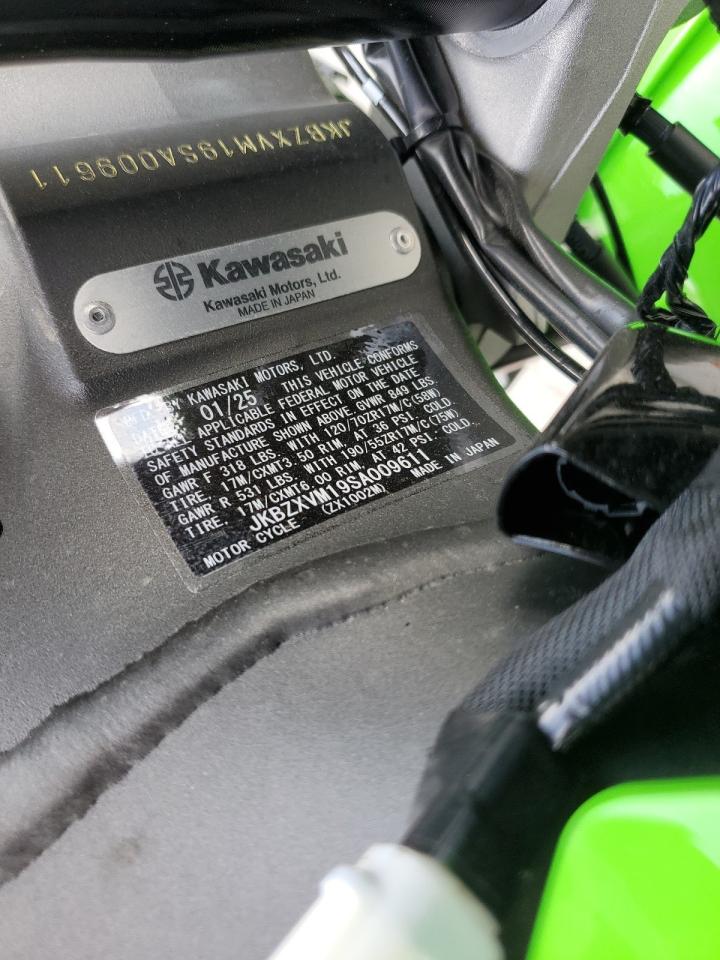 JKBZXVM19SA009611
Kawasaki
Kawasaki Motors, Ltd.
MADE IN JAPAN
BY KAWASAKI MOTORS, LTD.
01/25 THIS VEHICLE CONFORMS
ALL APPLICABLE FEDERAL MOTOR VEHICLE
SAFETY STANDARDS IN EFFECT ON THE DATE
OF MANUFACTURE SHOWN ABOVE. GVWR 849 LBS.
GAWR F 318 LBS. WITH 120/70ZR17M/C(58W)
TIRE, 17M/CXMT3.50 RIM, AT 36 PSI. COLD.
GAWR R 531 LBS. WITH 190/55ZR17M/C(75W)
TIRE, 17M/CXMT6.00 RIM, AT 42 PSI. COLD.
JKBZXVM19SA009611
MOTOR CYCLE (ZX1002M) MADE IN JAPAN